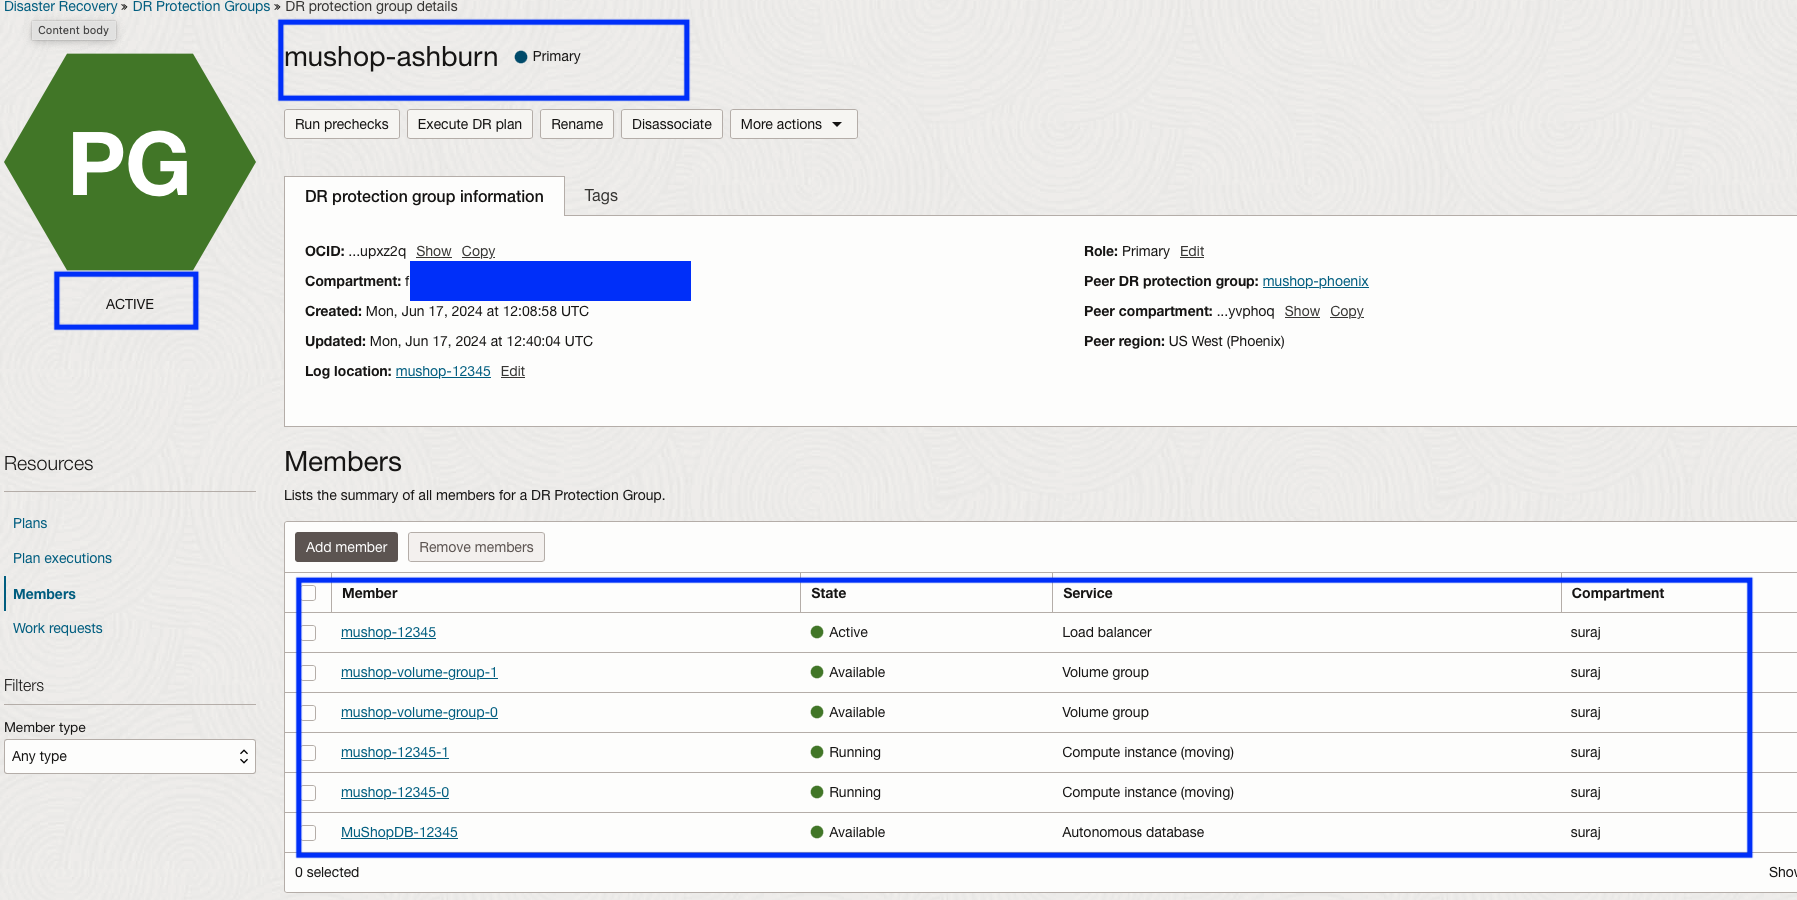 Disaster Recovery » DR Protection Groups » DR protection group details
Content body
PG
ACTIVE
mushop-ashburn Primary
Run prechecks Execute DR plan Rename Disassociate More actions
DR protection group information Tags
OCID: ...upxz2q Show Copy
Compartment: f
Created: Mon, Jun 17, 2024 at 12:08:58 UTC
Updated: Mon, Jun 17, 2024 at 12:40:04 UTC
Log location: mushop-12345 Edit
Role: Primary Edit
Peer DR protection group: mushop-phoenix
Peer compartment: ...yvphoq Show Copy
Peer region: US West (Phoenix)
Resources
Plans
Plan executions
Members
Work requests
Filters
Member type
Any type
Members
Lists the summary of all members for a DR Protection Group.
Add member Remove members
Member State Service Compartment
mushop-12345 Active Load balancer suraj
mushop-volume-group-1 Available Volume group suraj
mushop-volume-group-0 Available Volume group suraj
mushop-12345-1 Running Compute instance (moving) suraj
mushop-12345-0 Running Compute instance (moving) suraj
MuShopDB-12345 Available Autonomous database suraj
0 selected